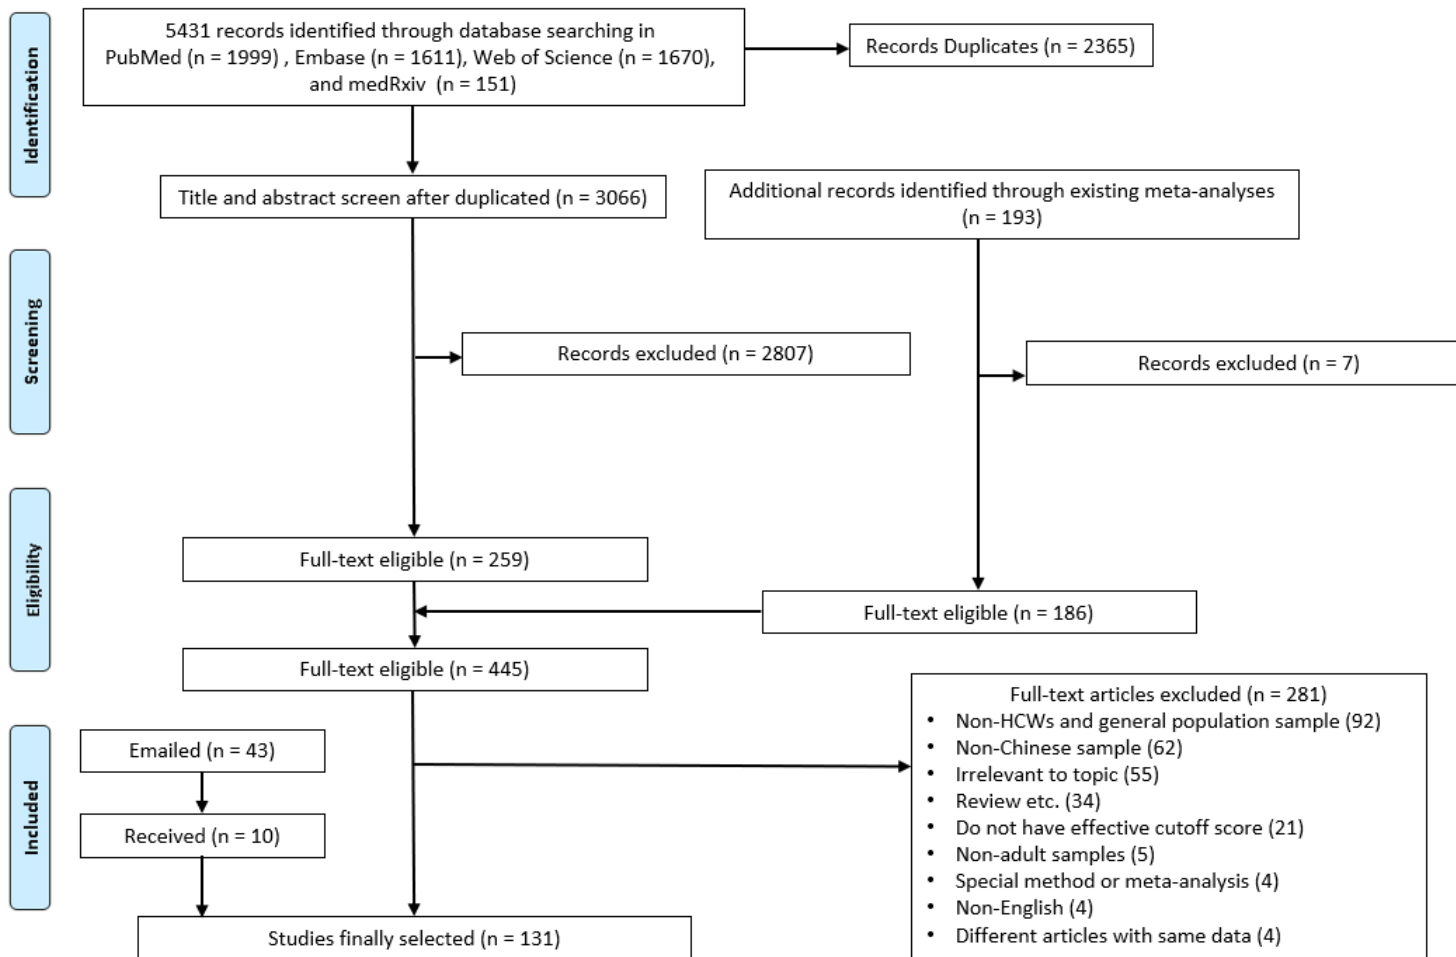 Identification
5431 records identified through database searching in
PubMed (n = 1999) , Embase (n = 1611), Web of Science (n = 1670),
and medRxiv (n = 151)
Records Duplicates (n = 2365)
Title and abstract screen after duplicated (n = 3066)
Additional records identified through existing meta-analyses
(n = 193)
Screening
Records excluded (n = 2807)
Records excluded (n = 7)
Eligibility
Full-text eligible (n = 259)
Full-text eligible (n = 186)
Full-text eligible (n = 445)
Included
Emailed (n = 43)
Received (n = 10)
Full-text articles excluded (n = 281)
• Non-HCWs and general population sample (92)
• Non-Chinese sample (62)
• Irrelevant to topic (55)
• Review etc. (34)
• Do not have effective cutoff score (21)
• Non-adult samples (5)
• Special method or meta-analysis (4)
• Non-English (4)
• Different articles with same data (4)
Studies finally selected (n = 131)